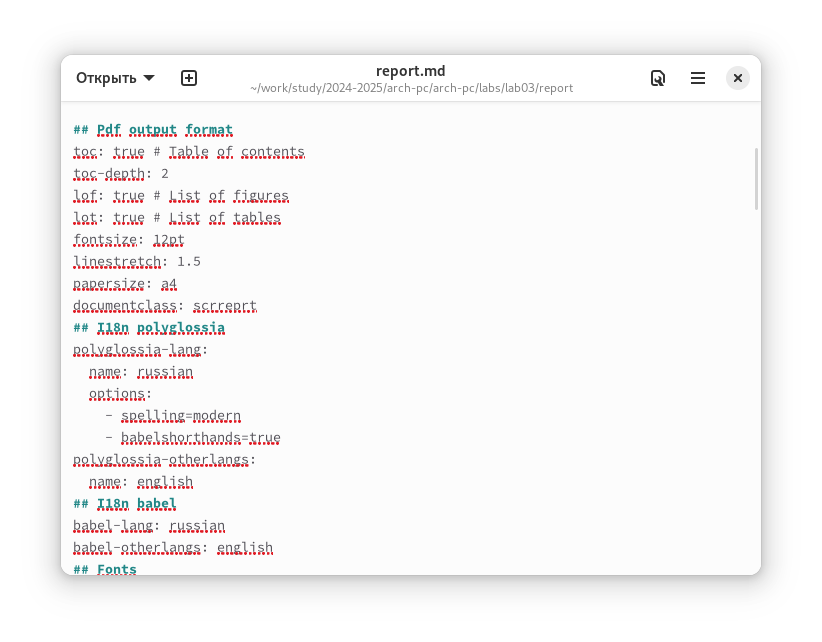 Открыть
report.md
~/work/study/2024-2025/arch-pc/arch-pc/labs/lab03/report
## Pdf output format
toc: true # Table of contents
toc-depth: 2
lof: true # List of figures
lot: true # List of tables
fontsize: 12pt
linestretch: 1.5
papersize: a4
documentclass: scrreprt
## I18n polyglossia
polyglossia-lang:
  name: russian
  options:
    - spelling=modern
    - babelshorthands=true
polyglossia-otherlangs:
  name: english
## I18n babel
babel-lang: russian
babel-otherlangs: english
## Fonts